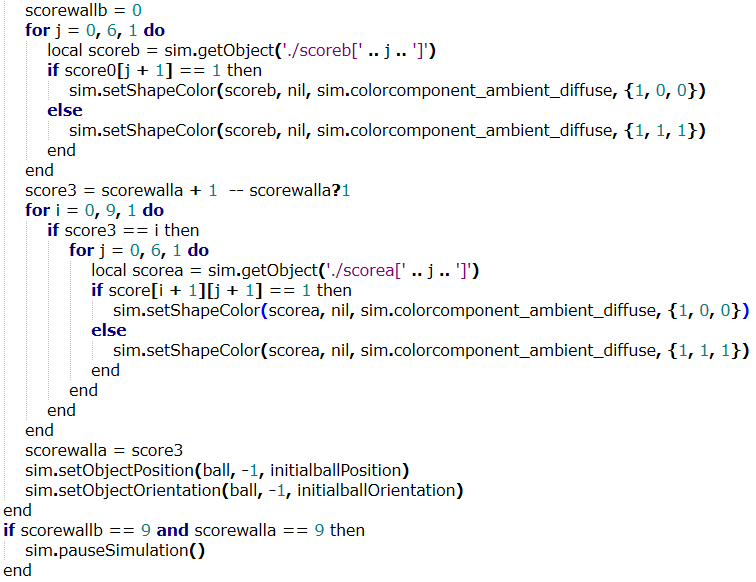 scorewallb = 0
for j = 0, 6, 1 do
local scoreb = sim.getObject('./scoreb[' .. j .. ']')
if score0[j + 1] == 1 then
sim.setShapeColor(scoreb, nil, sim.colorcomponent_ambient_diffuse, {1, 0, 0})
else
sim.setShapeColor(scoreb, nil, sim.colorcomponent_ambient_diffuse, {1, 1, 1})
end
end
score3 = scorewalla + 1  -- scorewalla?1
for i = 0, 9, 1 do
if score3 == i then
for j = 0, 6, 1 do
local scorea = sim.getObject('./scorea[' .. j .. ']')
if score[i + 1][j + 1] == 1 then
sim.setShapeColor(scorea, nil, sim.colorcomponent_ambient_diffuse, {1, 0, 0})
else
sim.setShapeColor(scorea, nil, sim.colorcomponent_ambient_diffuse, {1, 1, 1})
end
end
end
end
scorewalla = score3
sim.setObjectPosition(ball, -1, initialballPosition)
sim.setObjectOrientation(ball, -1, initialballOrientation)
end
if scorewallb == 9 and scorewalla == 9 then
sim.pauseSimulation()
end